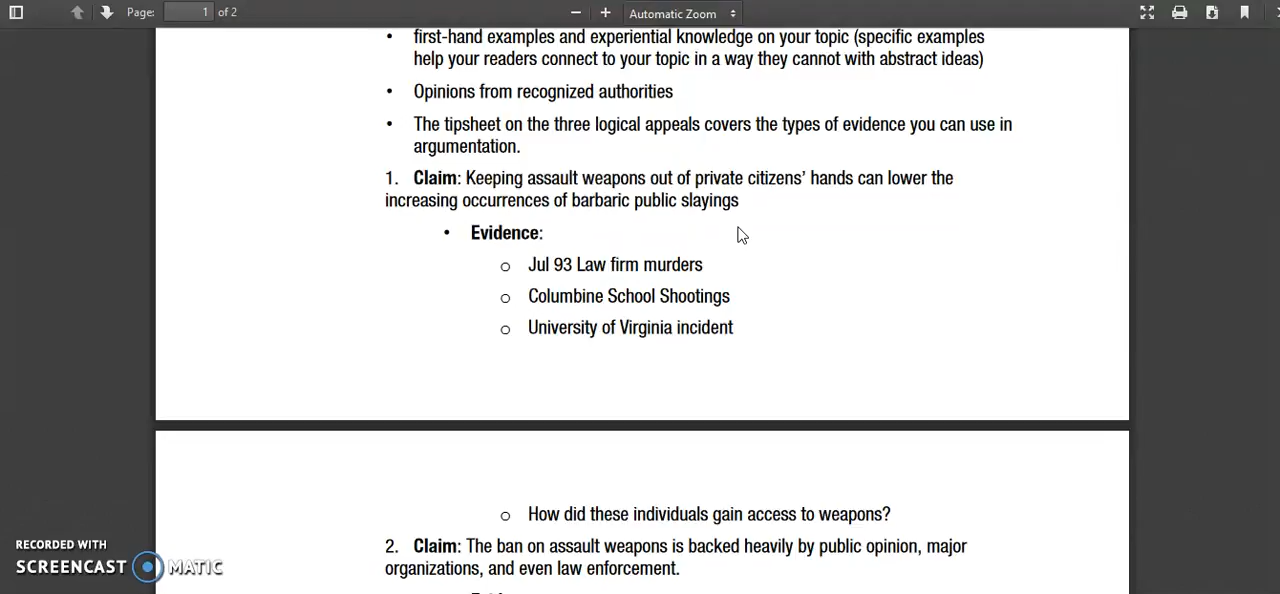 Page: 1 of 2 Automatic Zoom
first-hand examples and experiential knowledge on your topic (specific examples
help your readers connect to your topic in a way they cannot with abstract ideas)
• Opinions from recognized authorities
• The tipsheet on the three logical appeals covers the types of evidence you can use in
argumentation.
1. Claim: Keeping assault weapons out of private citizens' hands can lower the
increasing occurrences of barbaric public slayings
• Evidence:
o Jul 93 Law firm murders
o Columbine School Shootings
o University of Virginia incident
o How did these individuals gain access to weapons?
2. Claim: The ban on assault weapons is backed heavily by public opinion, major
organizations, and even law enforcement.
RECORDED WITH
SCREENCAST MATIC